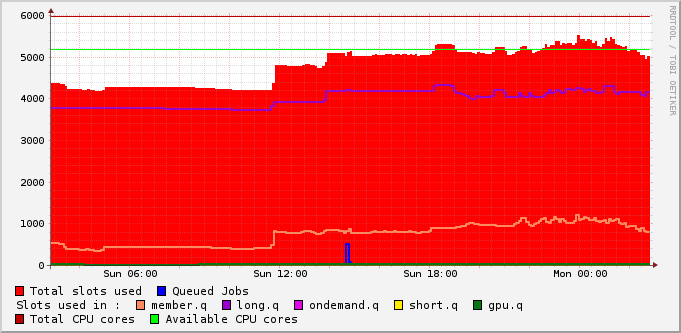 6000
5000
4000
3000
2000
1000
0
Sun 06:00 Sun 12:00 Sun 18:00 Mon 00:00
Total slots used Queued Jobs
Slots used in : member.q long.q ondemand.q short.q gpu.q
Total CPU cores Available CPU cores
RRDTOOL / TOBI OETIKER